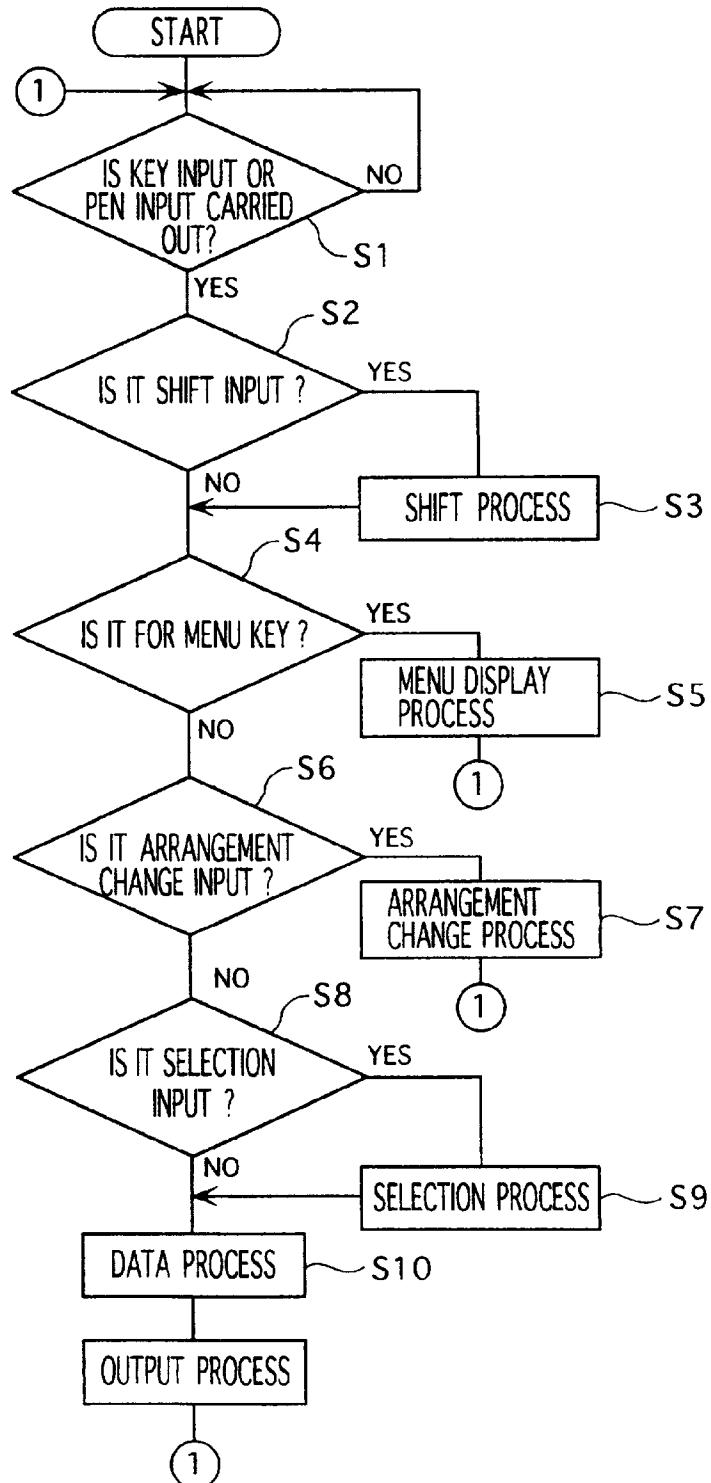 START
1
IS KEY INPUT OR
PEN INPUT CARRIED
OUT?
NO
S1
YES
S2
IS IT SHIFT INPUT ?
YES
NO
SHIFT PROCESS
S3
S4
IS IT FOR MENU KEY ?
YES
MENU DISPLAY
PROCESS
S5
NO
1
S6
IS IT ARRANGEMENT
CHANGE INPUT ?
YES
ARRANGEMENT
CHANGE PROCESS
S7
NO
1
S8
IS IT SELECTION
INPUT ?
YES
NO
SELECTION PROCESS
S9
DATA PROCESS
S10
OUTPUT PROCESS
1